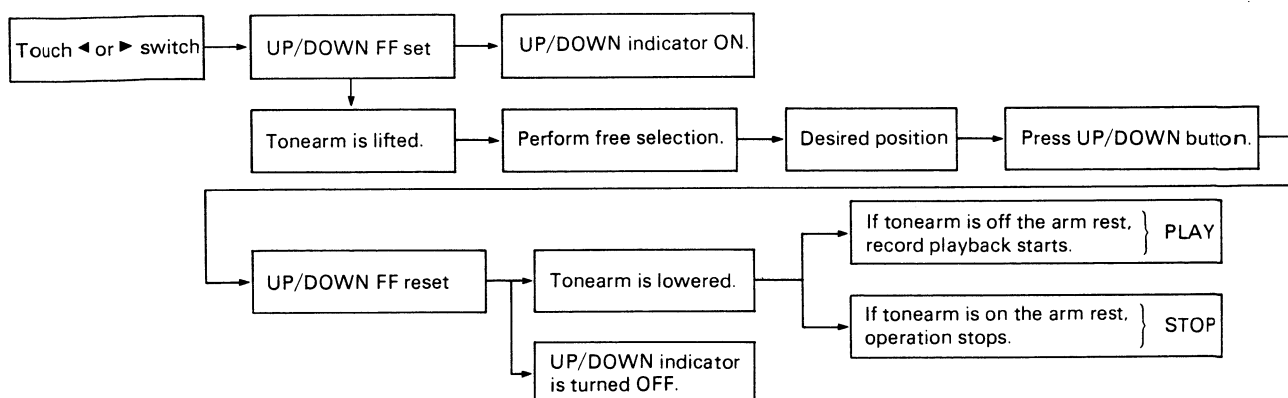 Touch ◄ or ► switch
UP/DOWN FF set
UP/DOWN indicator ON.
Tonearm is lifted.
Perform free selection.
Desired position
Press UP/DOWN button.
UP/DOWN FF reset
Tonearm is lowered.
If tonearm is off the arm rest,
record playback starts.
} PLAY
If tonearm is on the arm rest,
operation stops.
} STOP
UP/DOWN indicator
is turned OFF.